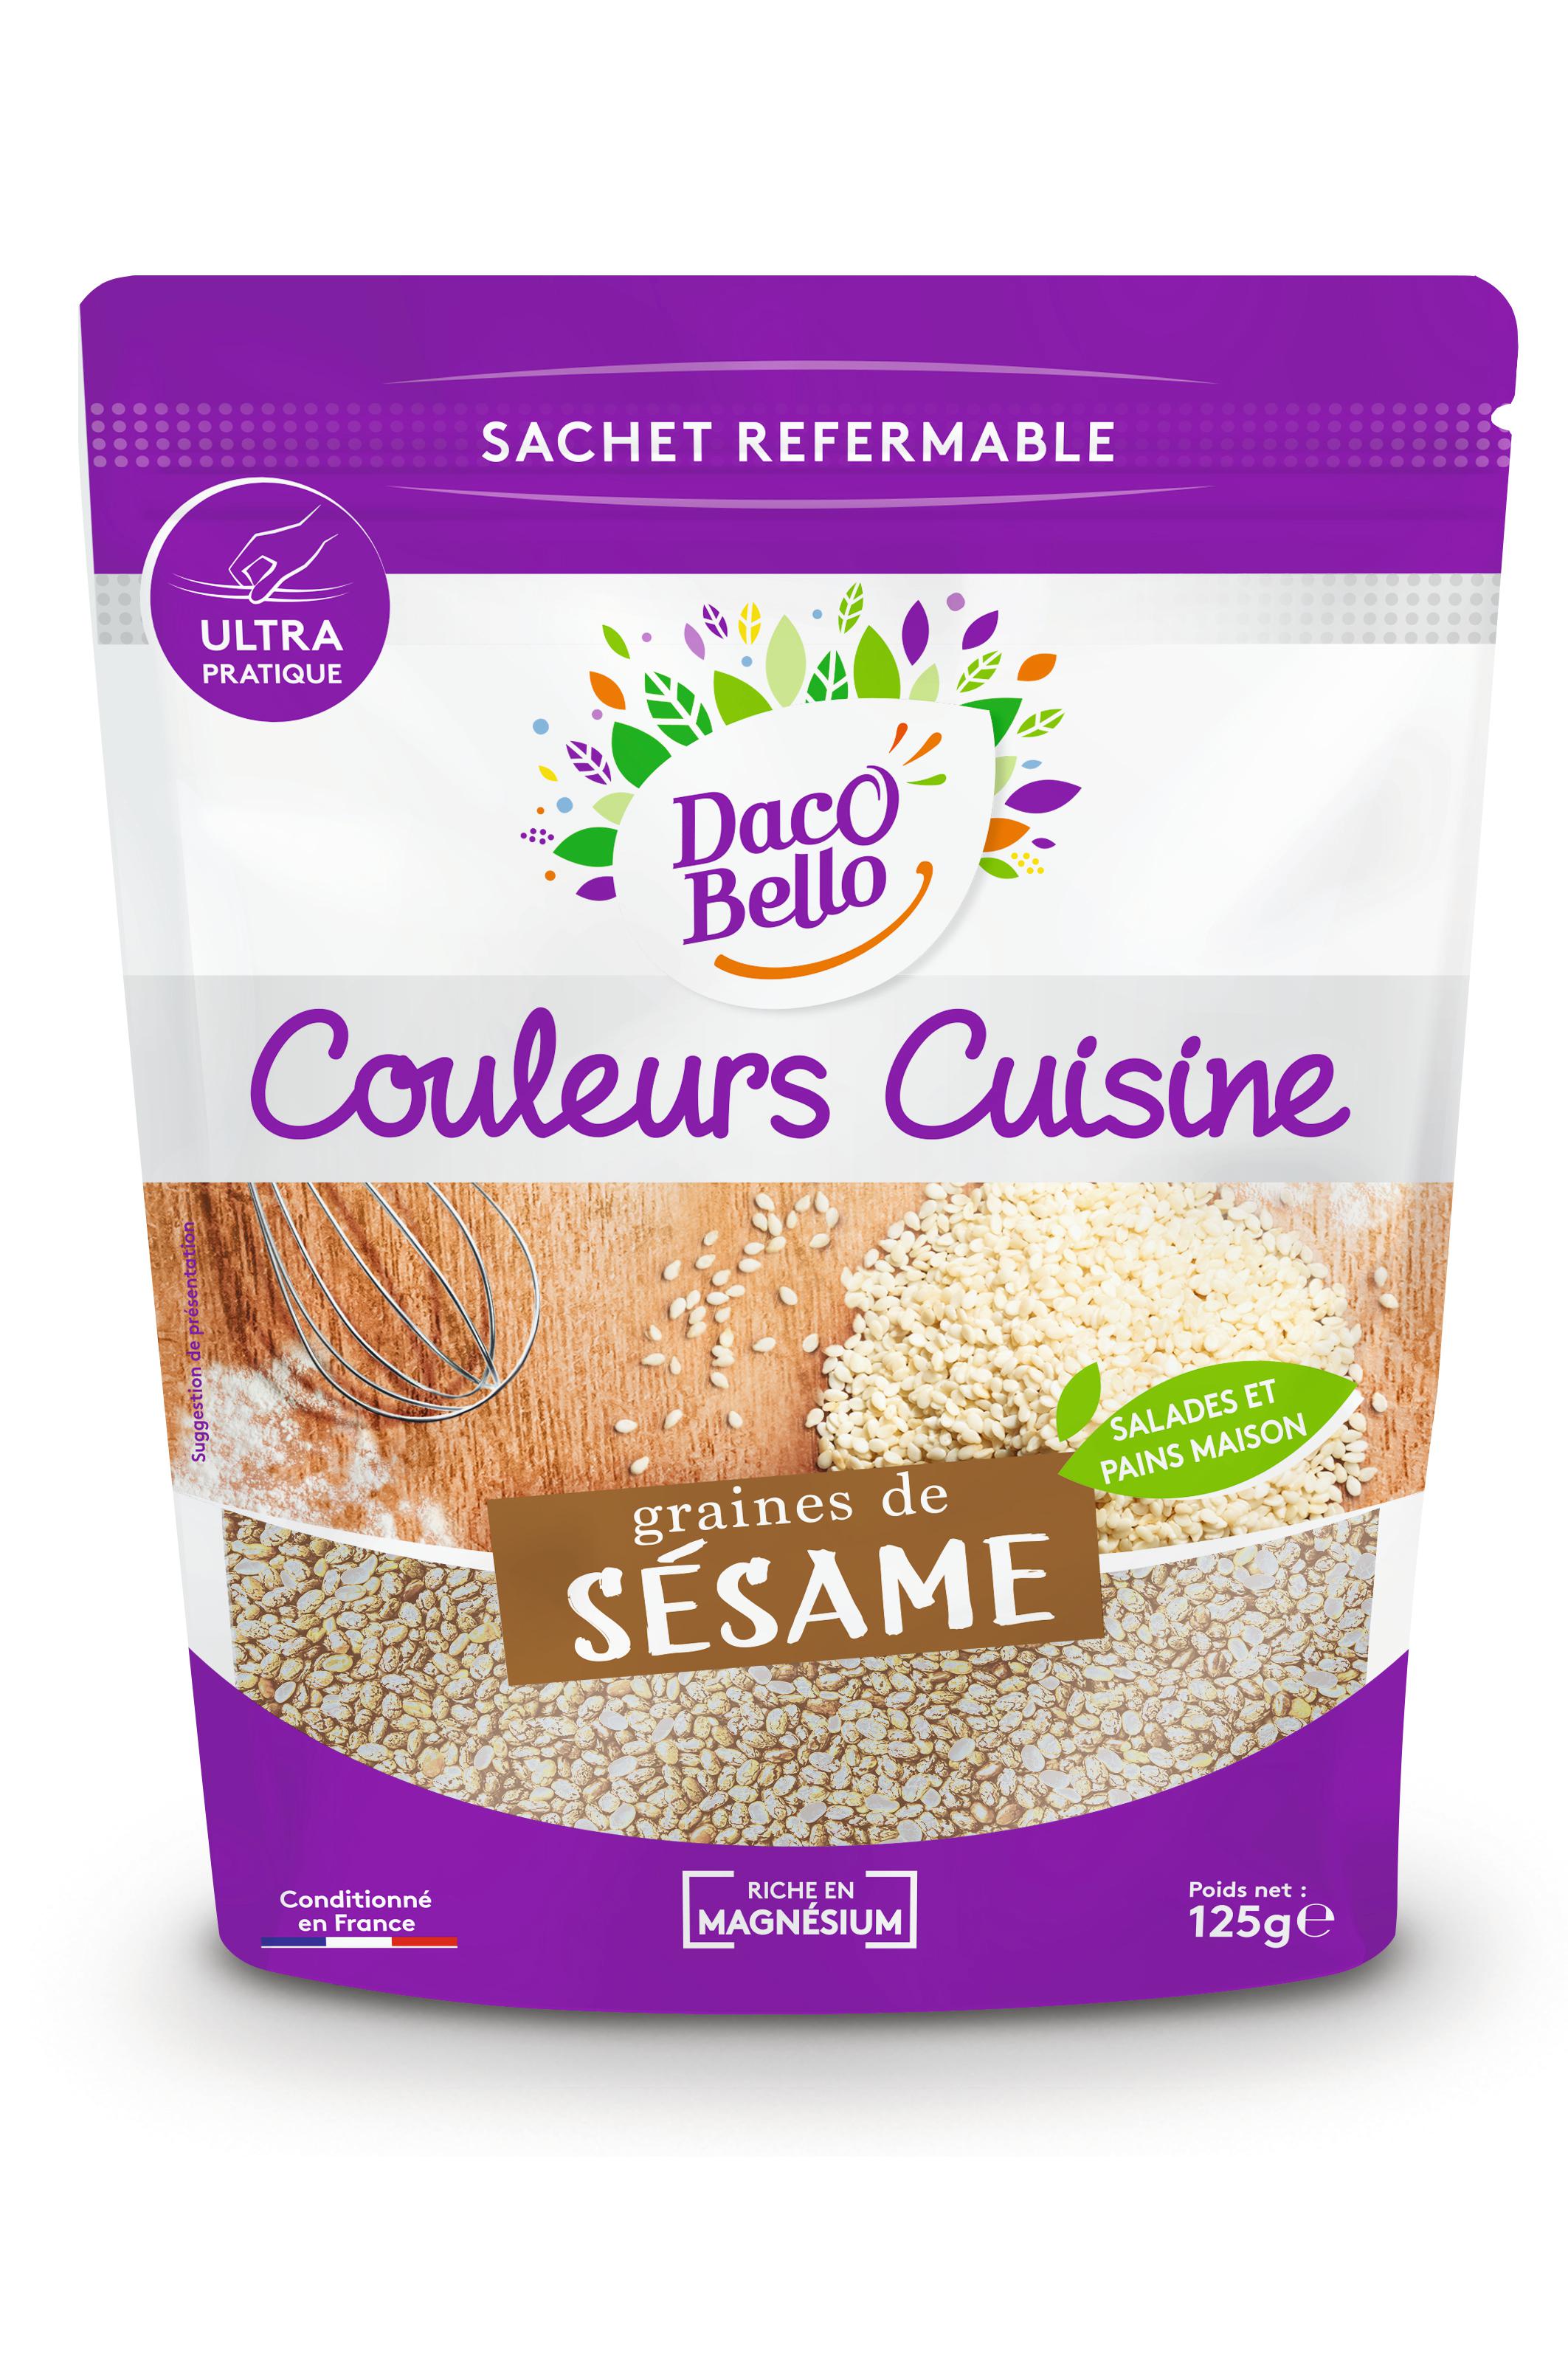 SACHET REFERMABLE
ULTRA
PRATIQUE
Daco
Bello
Couleurs Cuisine
Suggestion de présentation
SALADES ET
PAINS MAISON
graines de
SÉSAME
Conditionné
en France
RICHE EN
MAGNÉSIUM
Poids net :
125g℮